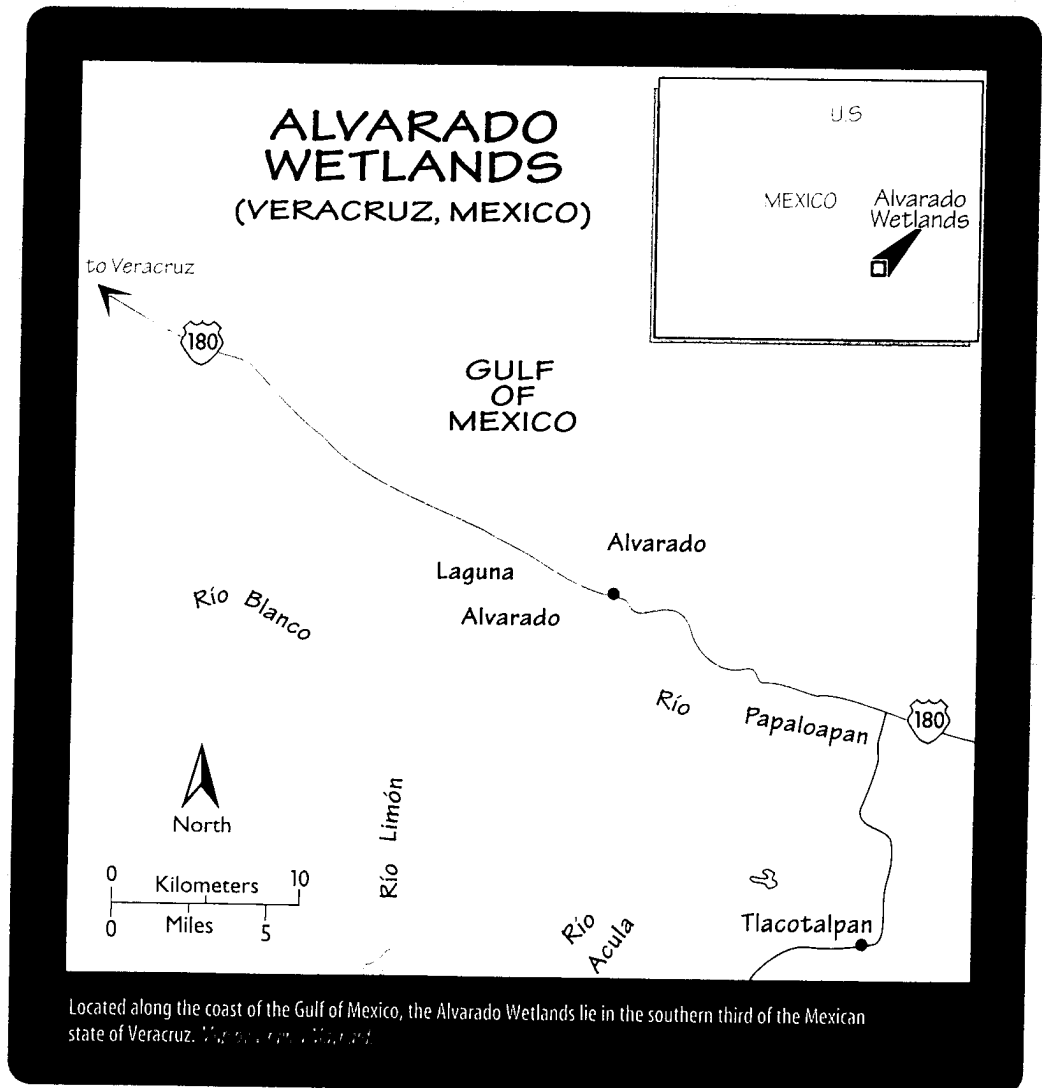 ALVARADO
WETLANDS
(VERACRUZ, MEXICO)
U.S
MEXICO
Alvarado
Wetlands
to Veracruz
180
GULF
OF
MEXICO
Alvarado
Laguna
Alvarado
Río Blanco
Río Papaloapan
180
North
Río Limón
0 Kilometers 10
0 Miles 5
Río
Acula
Tlacotalpan
Located along the coast of the Gulf of Mexico, the Alvarado Wetlands lie in the southern third of the Mexican
state of Veracruz.